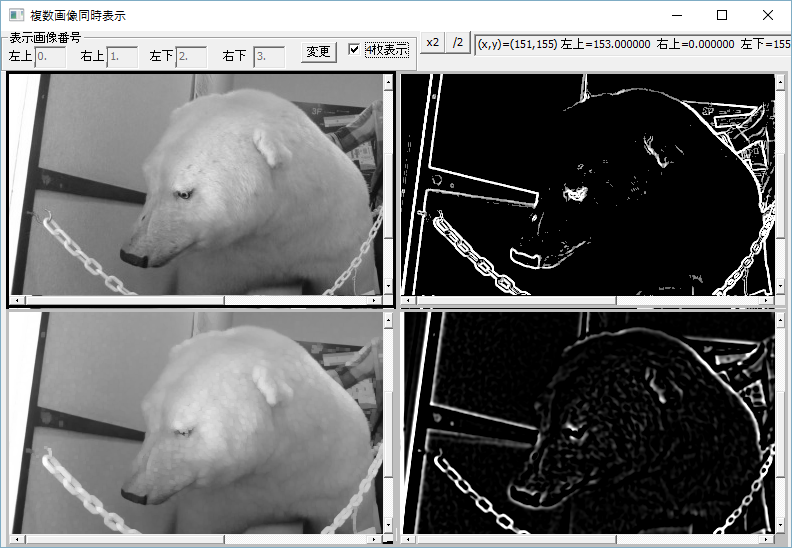 複数画像同時表示
表示画像番号
左上 0. 右上 1. 左下 2. 右下 3. 変更 4枚表示 x2 /2 (x,y)=(151,155) 左上=153.000000 右上=0.000000 左下=155